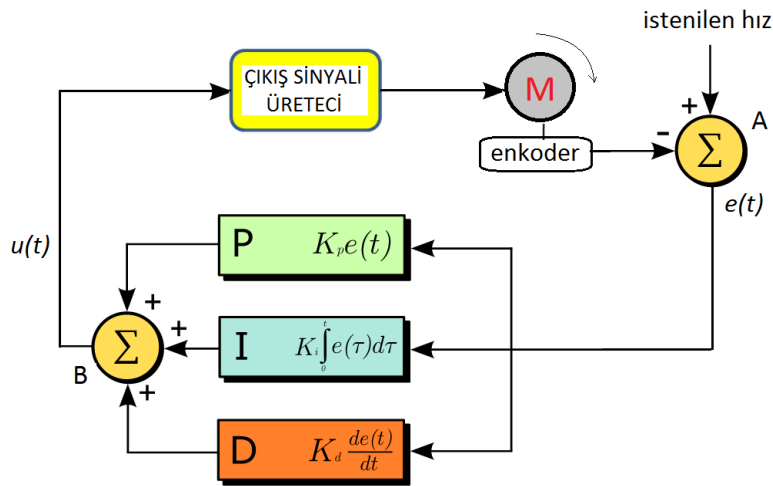 istenilen hız
ÇIKIŞ SİNYALİ
ÜRETECİ
M
+
A
-
Σ
enkoder
e(t)
P K_p e(t)
u(t)
+
+
Σ
I K_i ∫_0^t e(τ)dτ
B
+
D K_d de(t)/dt